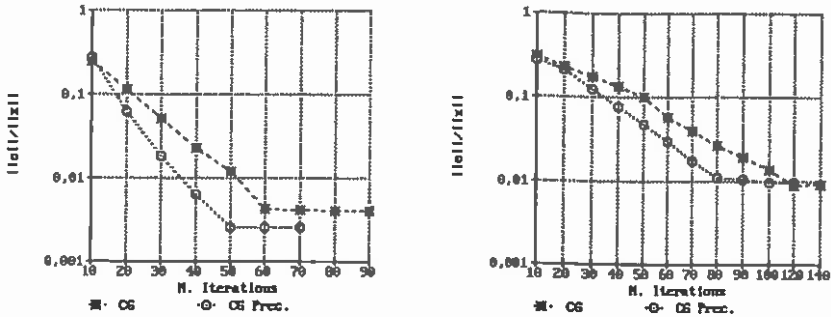 1
0,1
0,01
0,001
||e||/||x||
10 20 30 40 50 60 70 80 90
N. Iterations
CG
CG Prec.
1
0,1
0,01
0,001
||e||/||x||
10 20 30 40 50 60 70 80 90 100 120 140
N. Iterations
CG
CG Prec.